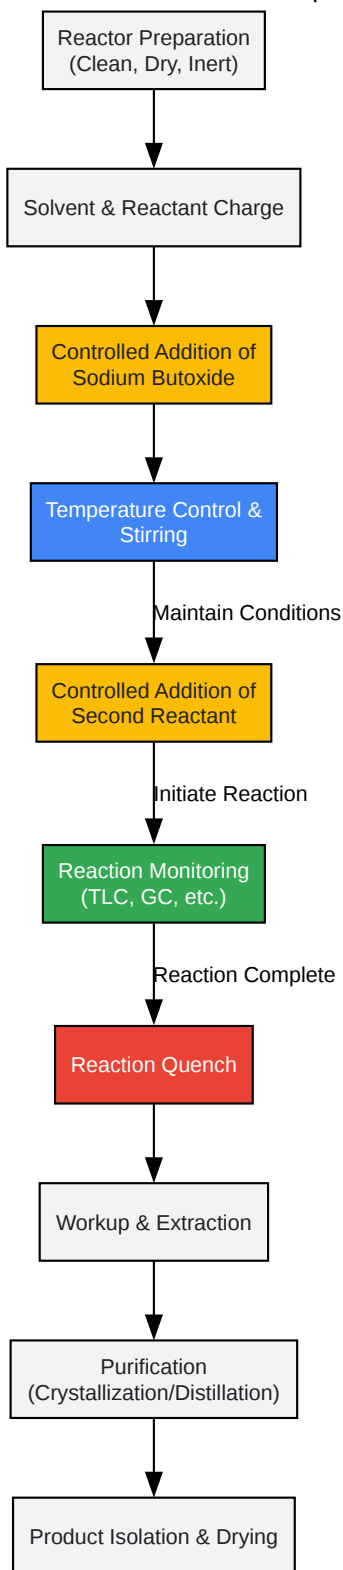 Reactor Preparation
(Clean, Dry, Inert)
Solvent & Reactant Charge
Controlled Addition of
Sodium Butoxide
Temperature Control &
Stirring
Maintain Conditions
Controlled Addition of
Second Reactant
Initiate Reaction
Reaction Monitoring
(TLC, GC, etc.)
Reaction Complete
Reaction Quench
Workup & Extraction
Purification
(Crystallization/Distillation)
Product Isolation & Drying